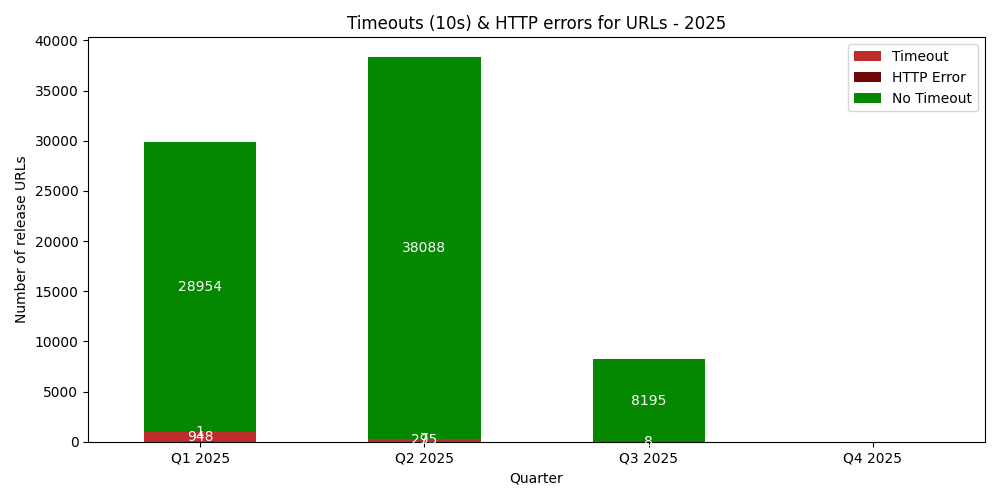 Timeouts (10s) & HTTP errors for URLs - 2025
Timeout
HTTP Error
No Timeout
Number of release URLs
40000
35000
30000
25000
20000
15000
10000
5000
0
28954
1
948
38088
295
8195
8
Q1 2025
Q2 2025
Q3 2025
Q4 2025
Quarter